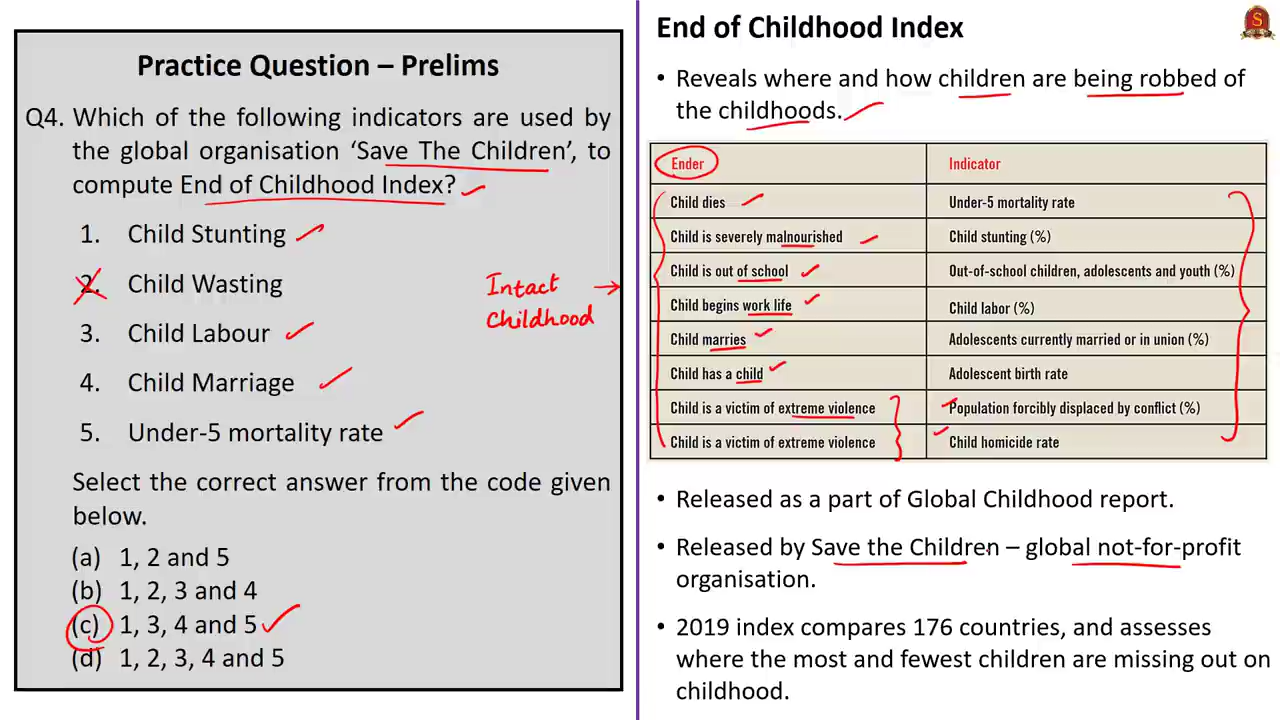 Practice Question – Prelims
Q4. Which of the following indicators are used by
the global organisation ‘Save The Children’, to
compute End of Childhood Index?
1. Child Stunting
2. Child Wasting
3. Child Labour
4. Child Marriage
5. Under-5 mortality rate
Select the correct answer from the code given
below.
(a) 1, 2 and 5
(b) 1, 2, 3 and 4
(c) 1, 3, 4 and 5
(d) 1, 2, 3, 4 and 5
Intact
Childhood
End of Childhood Index
S
• Reveals where and how children are being robbed of
the childhoods.
Ender Indicator
Child dies Under-5 mortality rate
Child is severely malnourished Child stunting (%)
Child is out of school Out-of-school children, adolescents and youth (%)
Child begins work life Child labor (%)
Child marries Adolescents currently married or in union (%)
Child has a child Adolescent birth rate
Child is a victim of extreme violence Population forcibly displaced by conflict (%)
Child is a victim of extreme violence Child homicide rate
• Released as a part of Global Childhood report.
• Released by Save the Children – global not-for-profit
organisation.
• 2019 index compares 176 countries, and assesses
where the most and fewest children are missing out on
childhood.